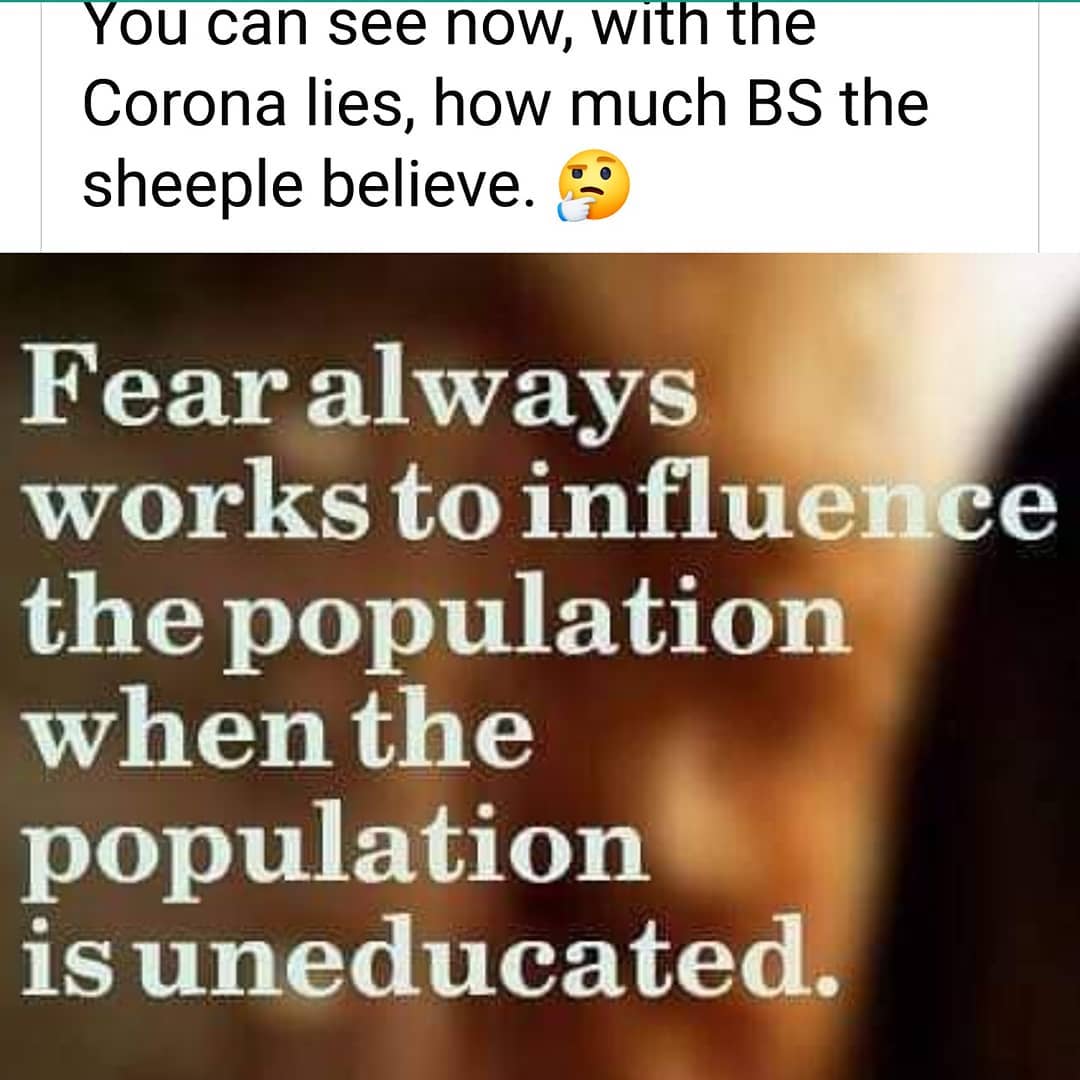 You can see now, with the
Corona lies, how much BS the
sheeple believe. 🤔
Fear always
works to influence
the population
when the
population
is uneducated.